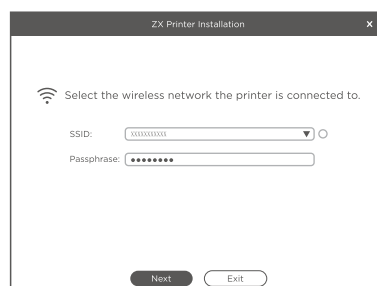 ZX Printer Installation x
Select the wireless network the printer is connected to.
SSID: XXXXXXXXXXX
Passphrase: ●●●●●●●●
Next Exit